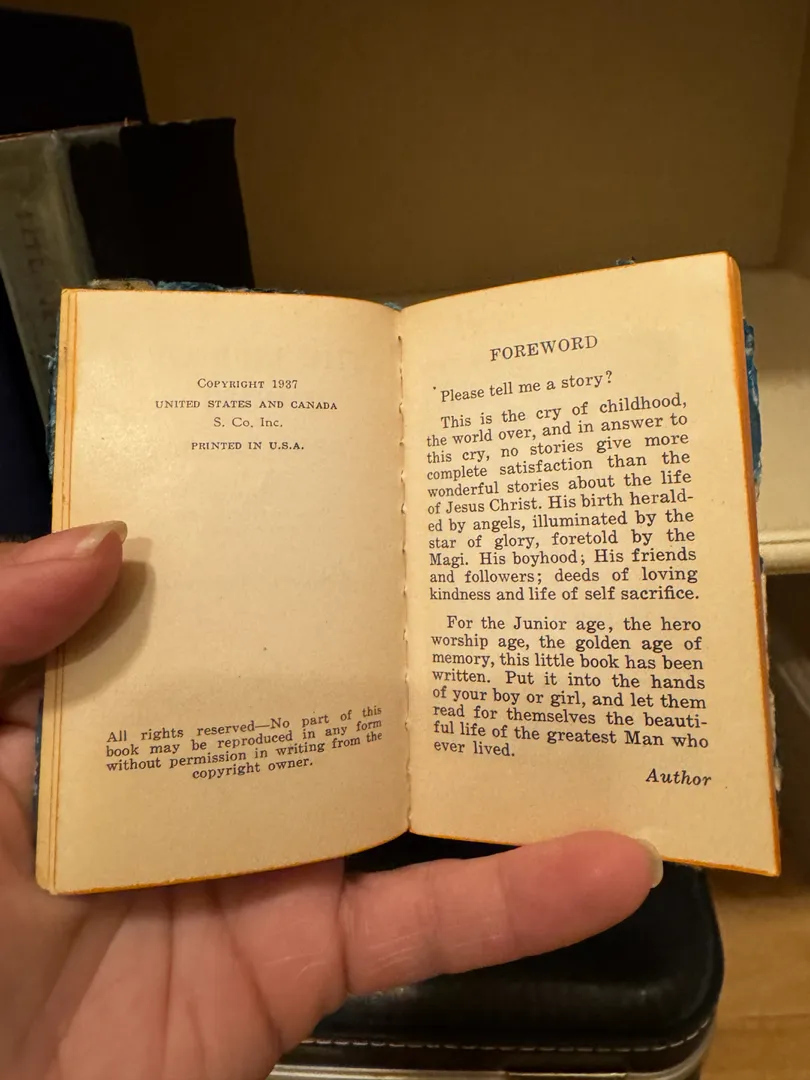 COPYRIGHT 1937
UNITED STATES AND CANADA
S. Co. Inc.
PRINTED IN U.S.A.
All rights reserved—No part of this
book may be reproduced in any form
without permission in writing from the
copyright owner.
FOREWORD
Please tell me a story?
This is the cry of childhood,
the world over, and in answer to
this cry, no stories give more
complete satisfaction than the
wonderful stories about the life
of Jesus Christ. His birth herald-
ed by angels, illuminated by the
star of glory, foretold by the
Magi. His boyhood; His friends
and followers; deeds of loving
kindness and life of self sacrifice.
For the Junior age, the hero
worship age, the golden age of
memory, this little book has been
written. Put it into the hands
of your boy or girl, and let them
read for themselves the beauti-
ful life of the greatest Man who
ever lived.
Author